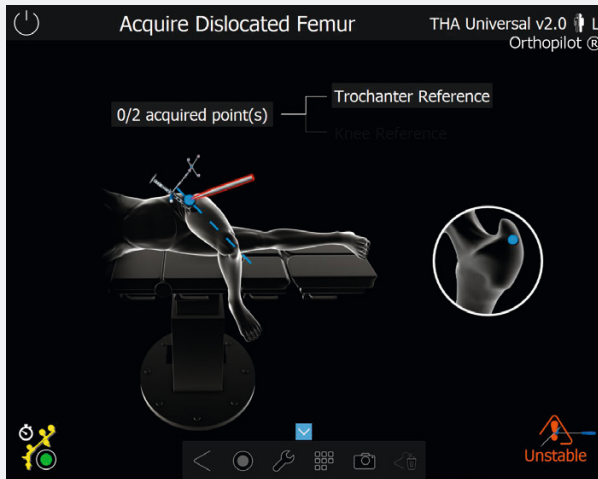 Acquire Dislocated Femur
THA Universal v2.0 L
Orthopilot ®
Trochanter Reference
0/2 acquired point(s)
Knee Reference
Unstable